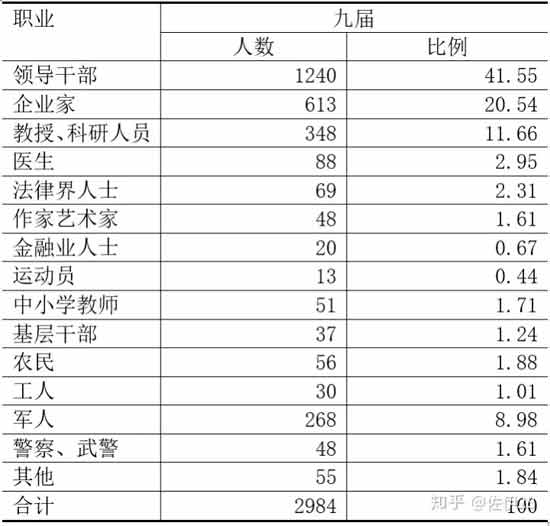 职业 九届
人数 比例
领导干部 1240 41.55
企业家 613 20.54
教授、科研人员 348 11.66
医生 88 2.95
法律界人士 69 2.31
作家艺术家 48 1.61
金融业人士 20 0.67
运动员 13 0.44
中小学教师 51 1.71
基层干部 37 1.24
农民 56 1.88
工人 30 1.01
军人 268 8.98
警察、武警 48 1.61
其他 55 1.84
合计 2984 100
知乎 @佐